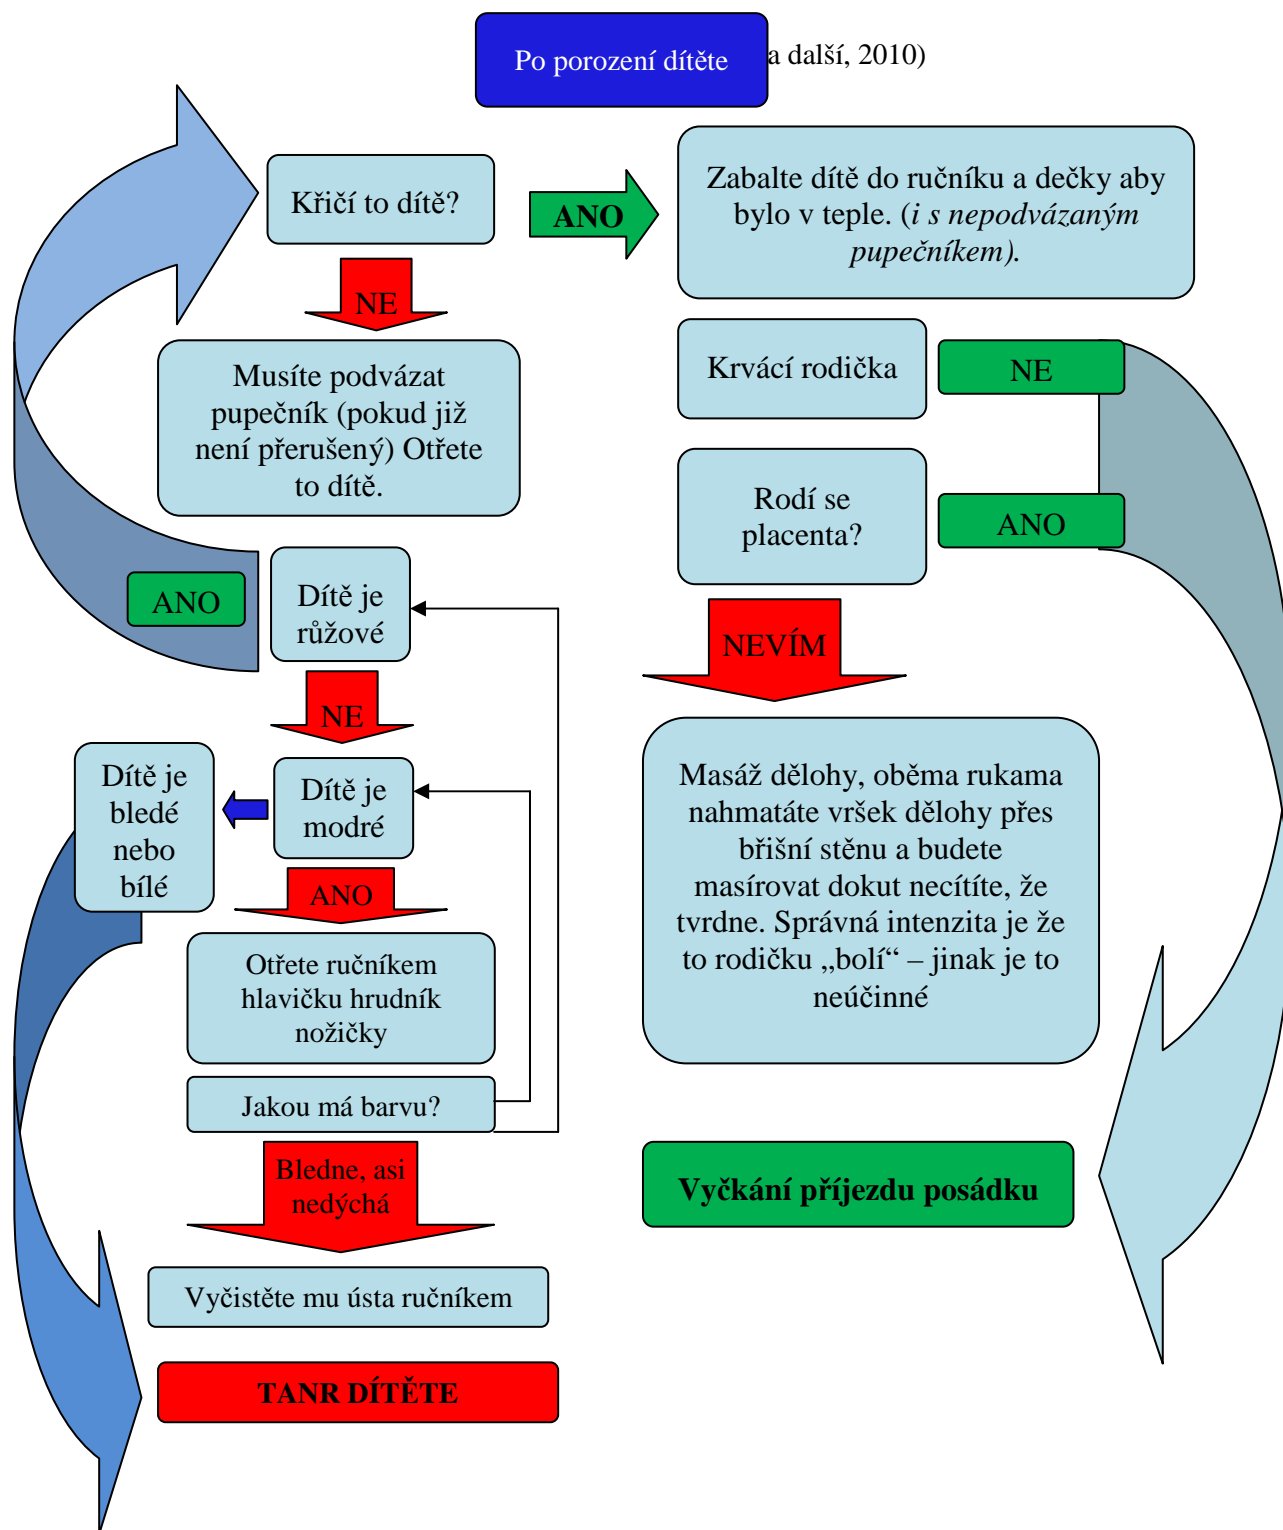 Po porození dítěte
a další, 2010)
Křičí to dítě?
ANO
Zabalte dítě do ručníku a dečky aby
bylo v teple. (i s nepodvázaným
pupečníkem).
NE
Musíte podvázat
pupečník (pokud již
není přerušený) Otřete
to dítě.
Krvácí rodička
NE
Rodí se
placenta?
ANO
ANO
Dítě je
růžové
NEVÍM
NE
Dítě je
bledé
nebo
bílé
Dítě je
modré
ANO
Masáž dělohy, oběma rukama
nahmatáte vršek dělohy přes
břišní stěnu a budete
masírovat dokut necítíte, že
tvrdne. Správná intenzita je že
to rodičku „bolí“ – jinak je to
neúčinné
Otřete ručníkem
hlavičku hrudník
nožičky
Jakou má barvu?
Bledne, asi
nedýchá
Vyčkání příjezdu posádku
Vyčistěte mu ústa ručníkem
TANR DÍTĚTE